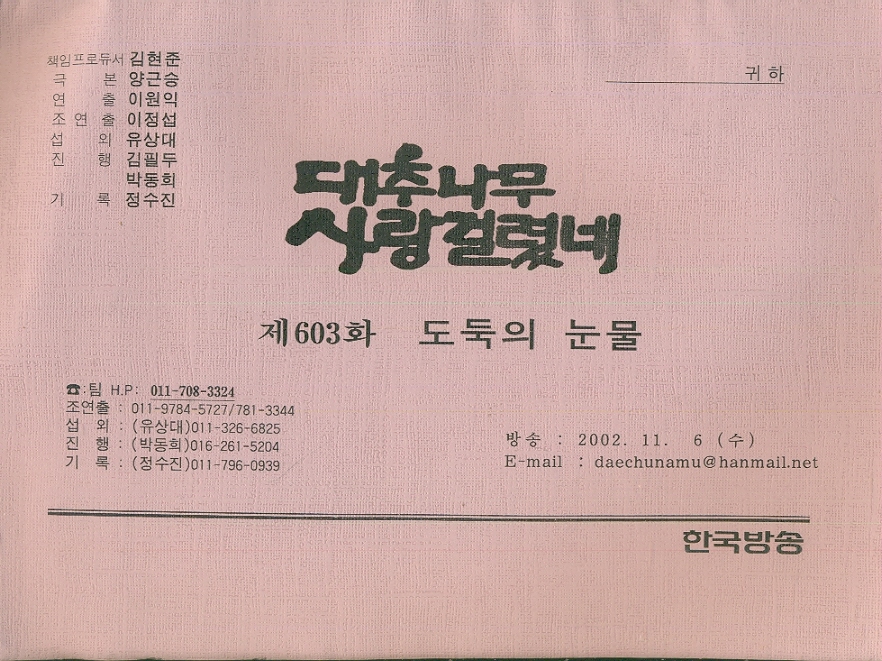 책임프로듀서 김현준
극 본 양근승
연 출 이원익
조 연 출 이정섭
섭 외 유상대
진 행 김필두
박동희
기 록 정수진
귀 하
대추나무
사랑걸렸네
제603화 도둑의 눈물
☎:팀 H.P: 011-708-3324
조연출 : 011-9784-5727/781-3344
섭 외 : (유상대)011-326-6825
진 행 : (박동희)016-261-5204
기 록 : (정수진)011-796-0939
방송 : 2002. 11. 6 (수)
E-mail : daechunamu@hanmail.net
한국방송